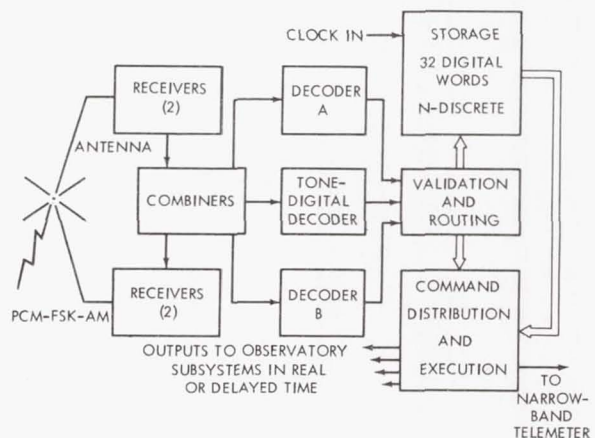 CLOCK IN
STORAGE
32 DIGITAL
WORDS
N-DISCRETE
RECEIVERS
(2)
DECODER
A
ANTENNA
COMBINERS
TONE-
DIGITAL
DECODER
VALIDATION
AND
ROUTING
RECEIVERS
(2)
DECODER
B
COMMAND
DISTRIBUTION
AND
EXECUTION
PCM-FSK-AM
OUTPUTS TO OBSERVATORY
SUBSYSTEMS IN REAL
OR DELAYED TIME
TO
NARROW-
BAND
TELEMETER